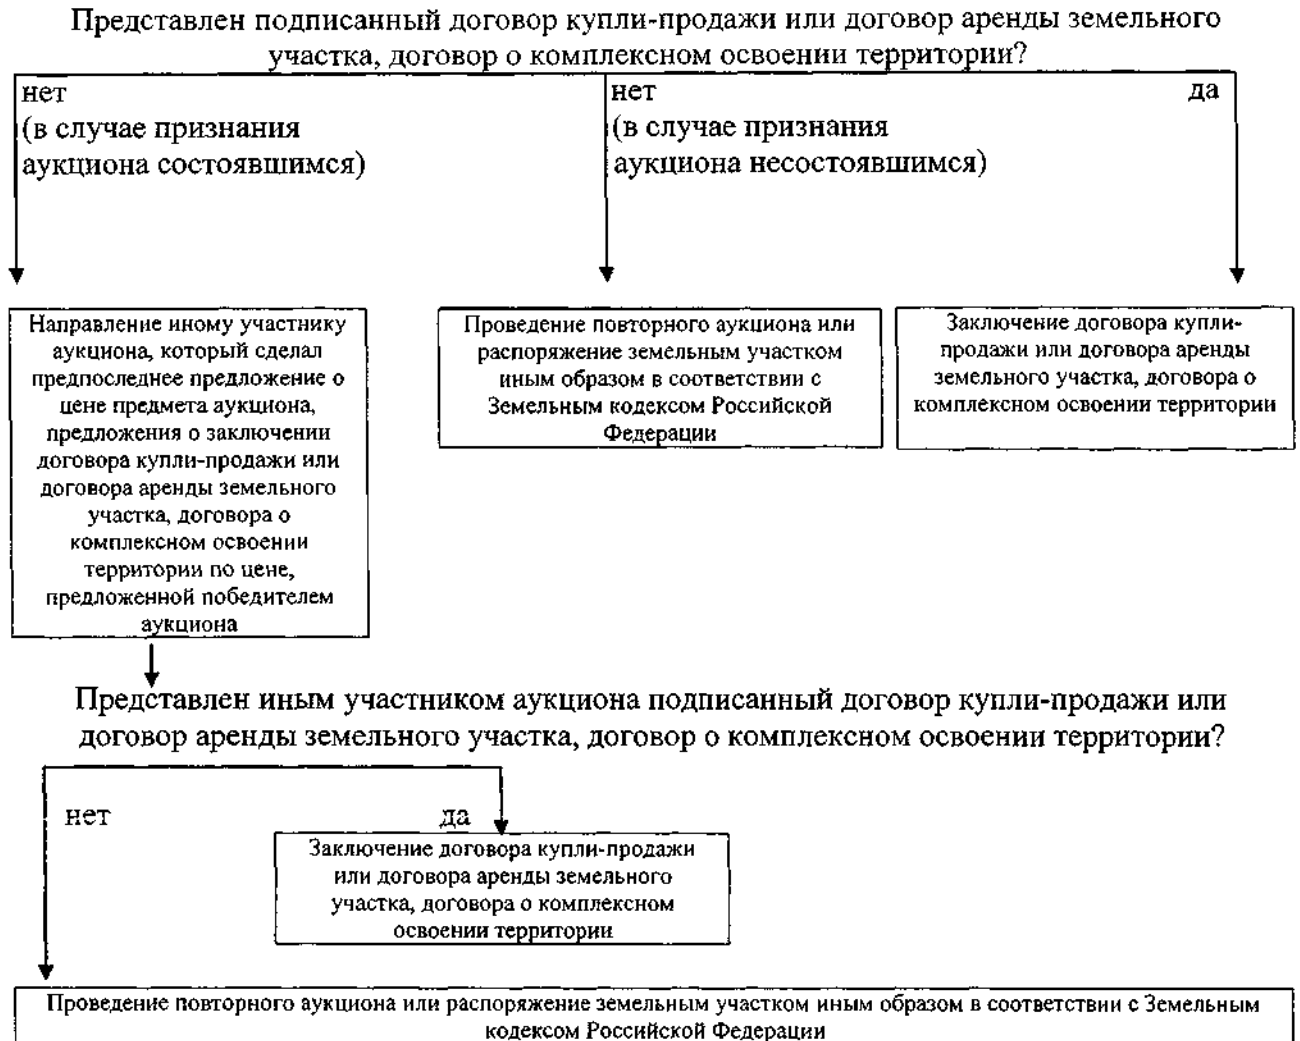 Представлен подписанный договор купли-продажи или договор аренды земельного
участка, договор о комплексном освоении территории?
нет
(в случае признания
аукциона состоявшимся)
нет
(в случае признания
аукциона несостоявшимся)
да
Направление иному участнику
аукциона, который сделал
предпоследнее предложение о
цене предмета аукциона,
предложения о заключении
договора купли-продажи или
договора аренды земельного
участка, договора о
комплексном освоении
территории по цене,
предложенной победителем
аукциона
Проведение повторного аукциона или
распоряжение земельным участком
иным образом в соответствии с
Земельным кодексом Российской
Федерации
Заключение договора купли-
продажи или договора аренды
земельного участка, договора о
комплексном освоении территории
Представлен иным участником аукциона подписанный договор купли-продажи или
договор аренды земельного участка, договор о комплексном освоении территории?
нет
да
Заключение договора купли-продажи
или договора аренды земельного
участка, договора о комплексном
освоении территории
Проведение повторного аукциона или распоряжение земельным участком иным образом в соответствии с Земельным
кодексом Российской Федерации